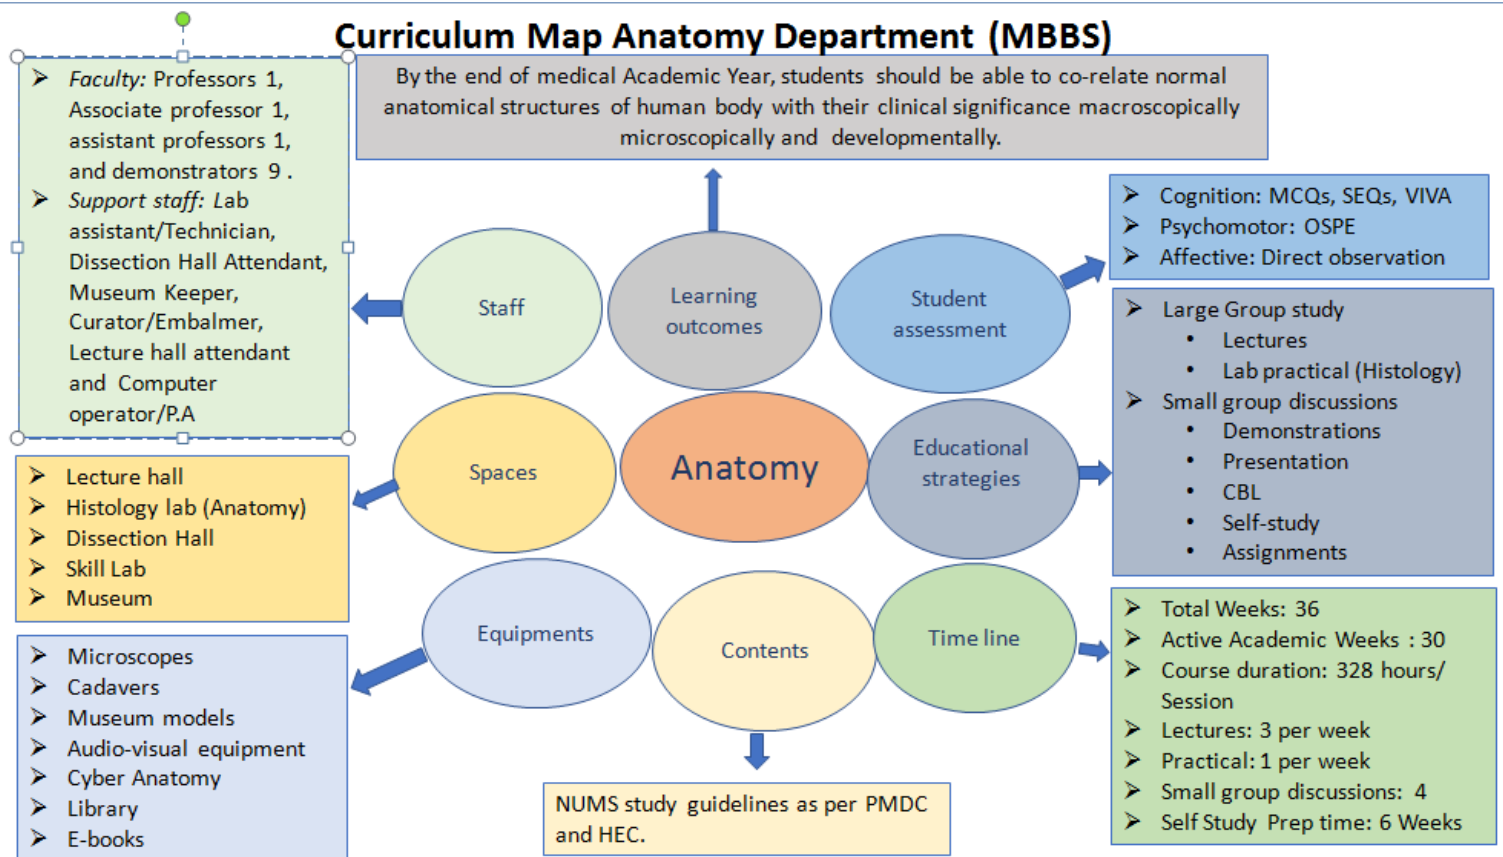 Curriculum Map Anatomy Department (MBBS)
By the end of medical Academic Year, students should be able to co-relate normal
anatomical structures of human body with their clinical significance macroscopically
microscopically and developmentally.
➢ Faculty: Professors 1,
Associate professor 1,
assistant professors 1,
and demonstrators 9 .
➢ Support staff: Lab
assistant/Technician,
Dissection Hall Attendant,
Museum Keeper,
Curator/Embalmer,
Lecture hall attendant
and Computer
operator/P.A
Staff
Learning
outcomes
Student
assessment
➢ Cognition: MCQs, SEQs, VIVA
➢ Psychomotor: OSPE
➢ Affective: Direct observation
➢ Large Group study
• Lectures
• Lab practical (Histology)
➢ Small group discussions
• Demonstrations
• Presentation
• CBL
• Self-study
• Assignments
Spaces
Anatomy
Educational
strategies
➢ Lecture hall
➢ Histology lab (Anatomy)
➢ Dissection Hall
➢ Skill Lab
➢ Museum
Equipments
Contents
Time line
➢ Microscopes
➢ Cadavers
➢ Museum models
➢ Audio-visual equipment
➢ Cyber Anatomy
➢ Library
➢ E-books
NUMS study guidelines as per PMDC
and HEC.
➢ Total Weeks: 36
➢ Active Academic Weeks : 30
➢ Course duration: 328 hours/
Session
➢ Lectures: 3 per week
➢ Practical: 1 per week
➢ Small group discussions: 4
➢ Self Study Prep time: 6 Weeks